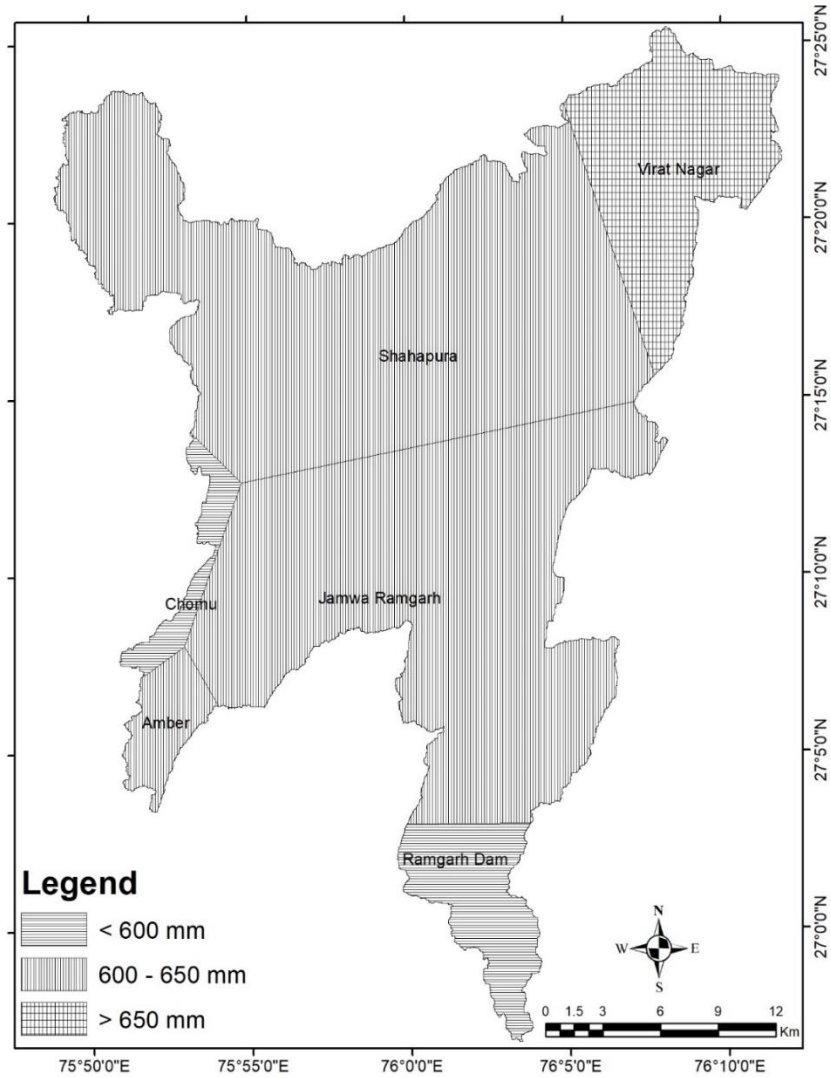 27°25'0"N
Virat Nagar
27°20'0"N
Shahapura
27°15'0"N
Jamwa Ramgarh
Chomu
27°10'0"N
Amber
27°5'0"N
Ramgarh Dam
Legend
< 600 mm
600 - 650 mm
> 650 mm
N
W E
S
27°0'0"N
0 1.5 3 6 9 12
Km
75°50'0"E 75°55'0"E 76°0'0"E 76°5'0"E 76°10'0"E